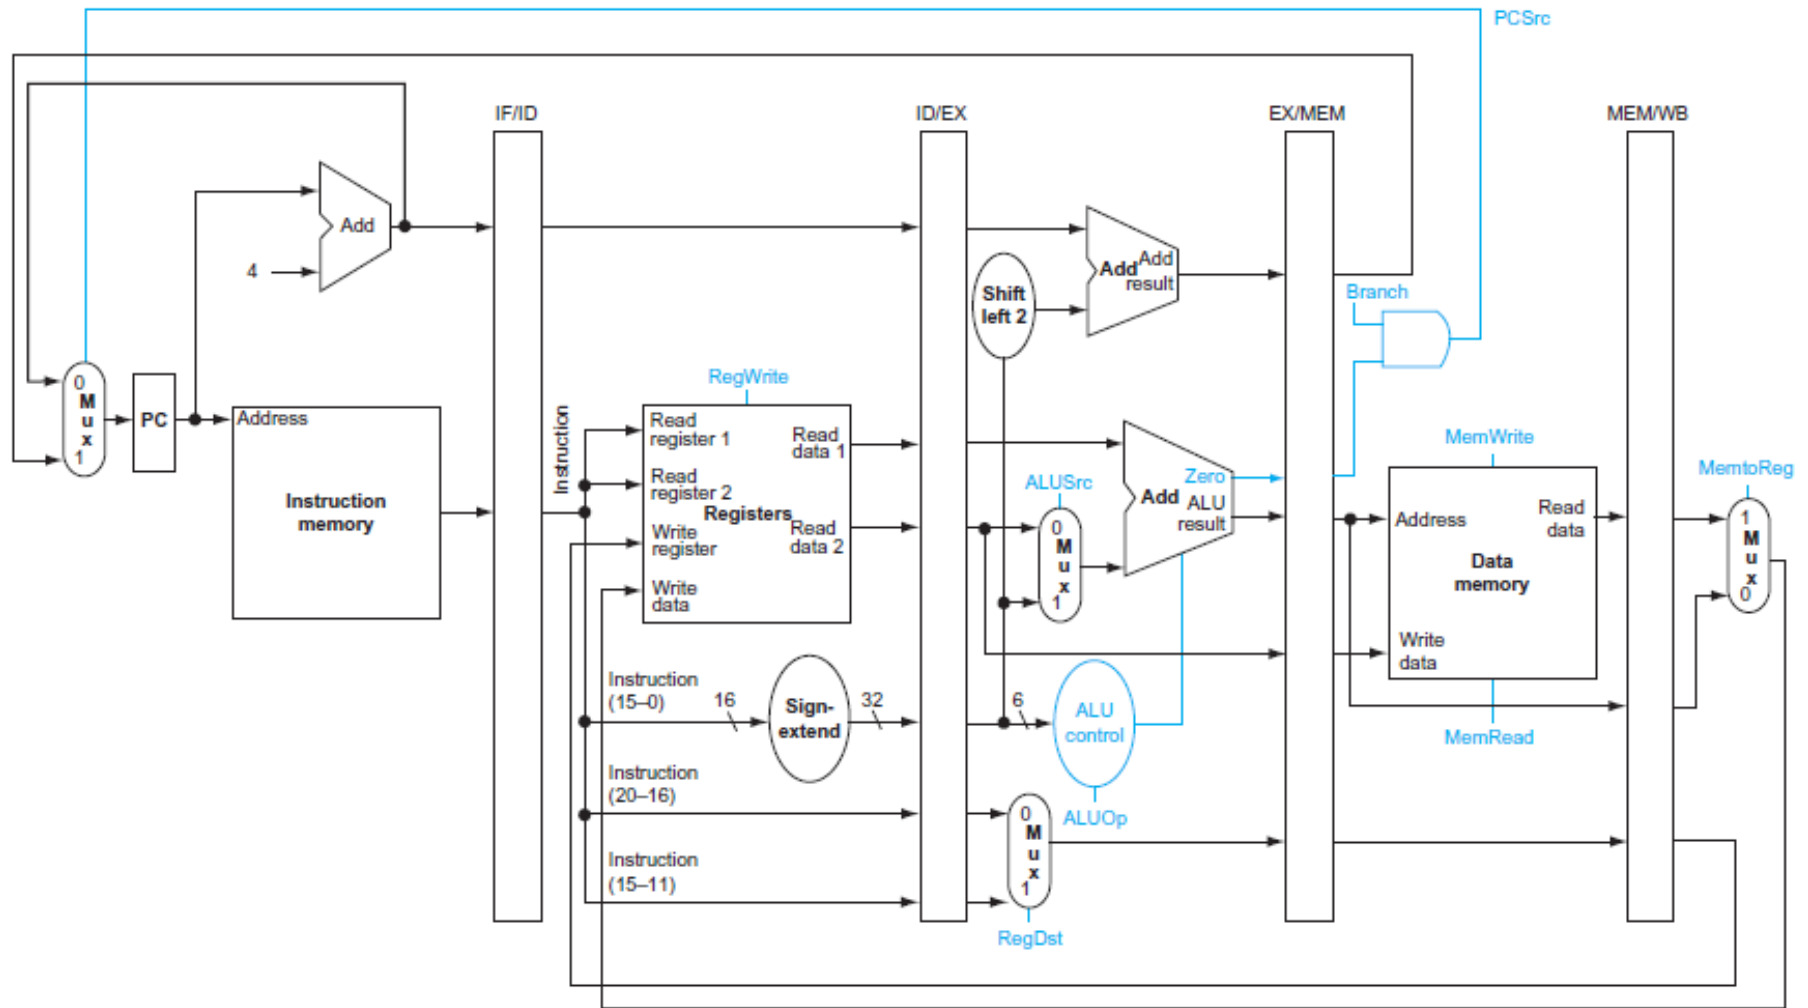 PCSrc
IF/ID
ID/EX
EX/MEM
MEM/WB
Add
4
Shift
left 2
Add Add
result
Branch
0
M
u
x
1
PC
Address
Instruction
memory
Instruction
RegWrite
Read
register 1
Read
data 1
Read
register 2
Registers
Write
register
Read
data 2
Write
data
ALUSrc
0
M
u
x
1
Zero
Add ALU
result
MemWrite
Address
Read
data
Data
memory
Write
data
MemRead
MemtoReg
1
M
u
x
0
Instruction
(15–0)
16
Sign-
extend
32
6
ALU
control
ALUOp
Instruction
(20–16)
Instruction
(15–11)
0
M
u
x
1
RegDst